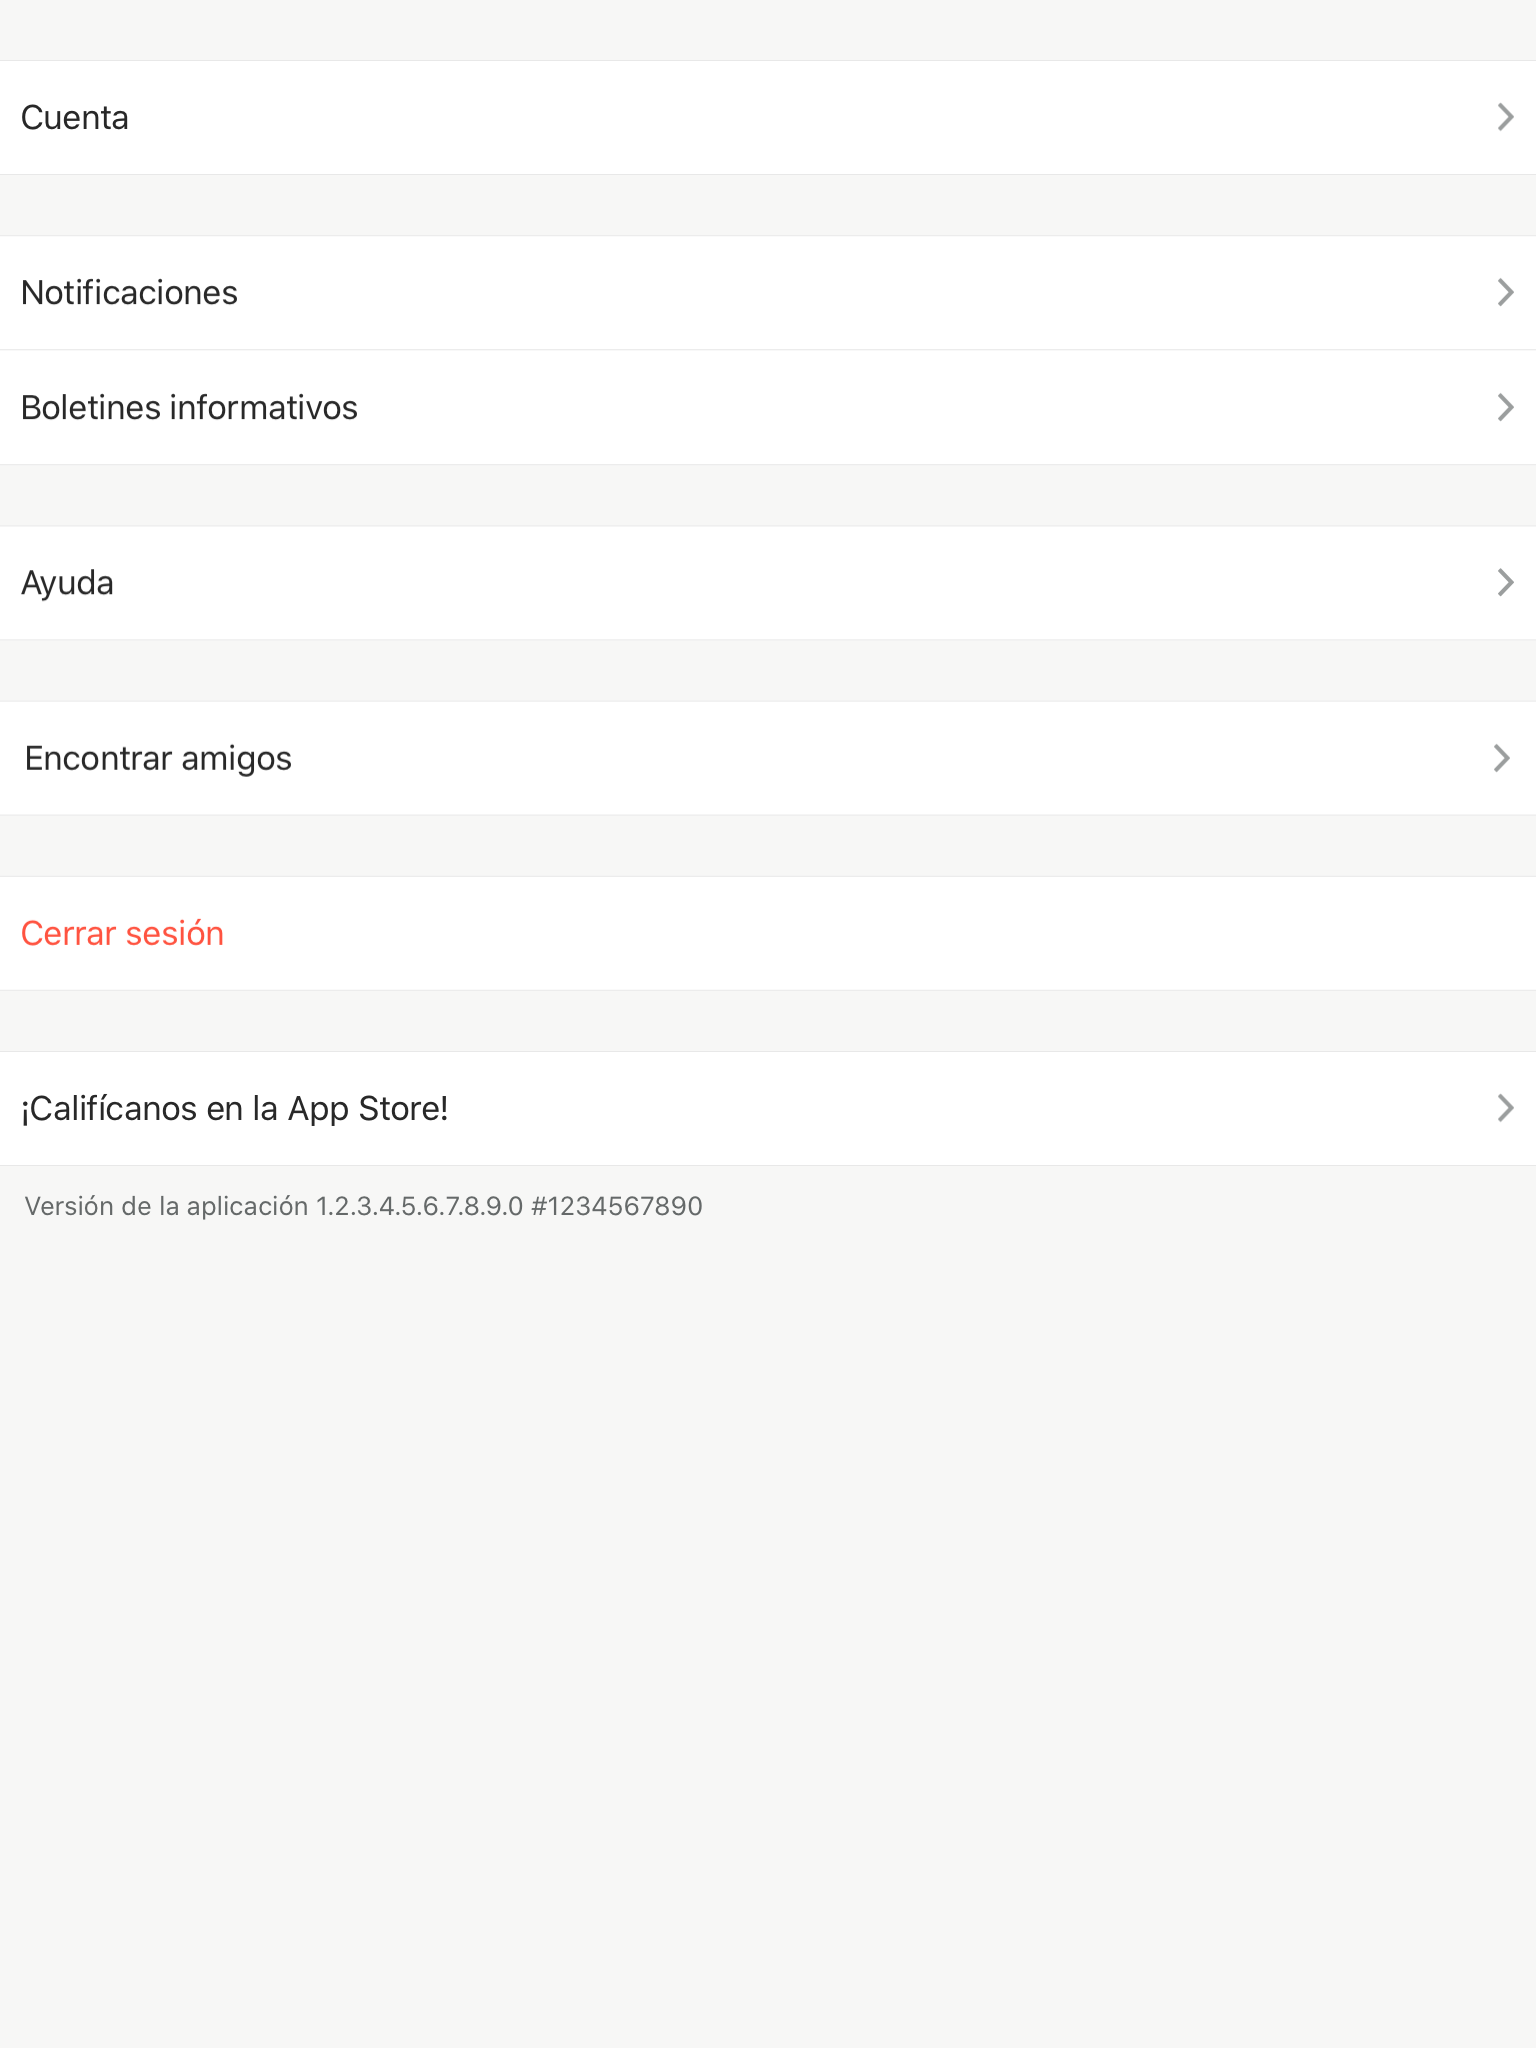 Cuenta
Notificaciones
Boletines informativos
Ayuda
Encontrar amigos
Cerrar sesión
¡Califícanos en la App Store!
Versión de la aplicación 1.2.3.4.5.6.7.8.9.0 #1234567890